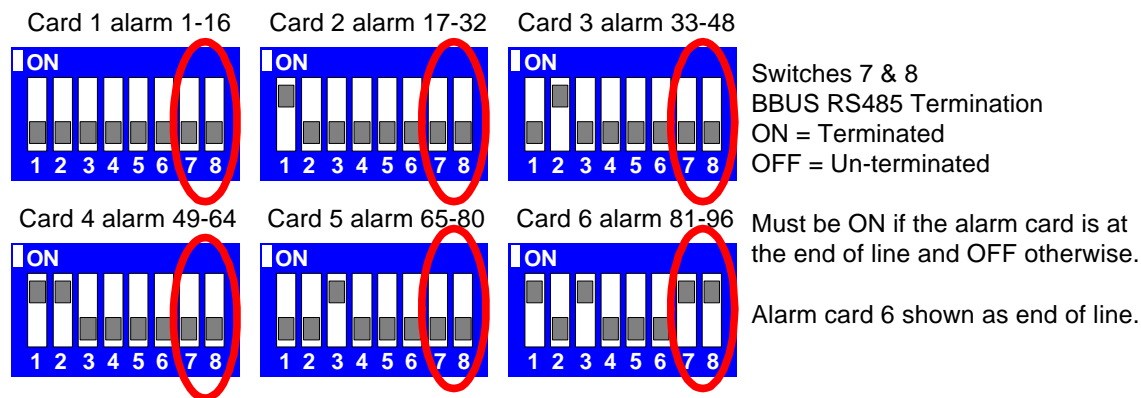 Card 1 alarm 1-16
ON
1 2 3 4 5 6 7 8
Card 2 alarm 17-32
ON
1 2 3 4 5 6 7 8
Card 3 alarm 33-48
ON
1 2 3 4 5 6 7 8
Switches 7 & 8
BBUS RS485 Termination
ON = Terminated
OFF = Un-terminated
Card 4 alarm 49-64
ON
1 2 3 4 5 6 7 8
Card 5 alarm 65-80
ON
1 2 3 4 5 6 7 8
Card 6 alarm 81-96
ON
1 2 3 4 5 6 7 8
Must be ON if the alarm card is at
the end of line and OFF otherwise.
Alarm card 6 shown as end of line.